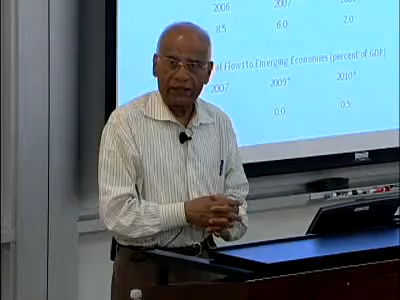 2006 2007
8.5 6.0 2.0
al Flows to Emerging Economies (percent of GDP)
2007 2009* 2010*
0.0 0.5